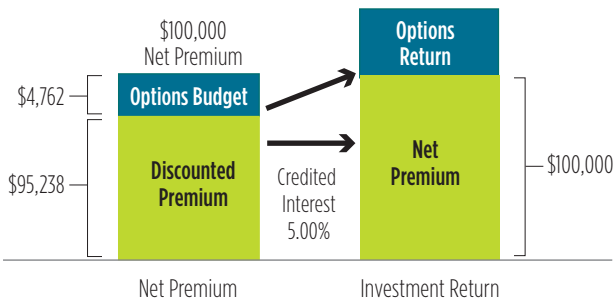 $100,000
Net Premium
$4,762
Options Budget
$95,238
Discounted
Premium
Credited
Interest
5.00%
Options
Return
Net
Premium
$100,000
Net Premium
Investment Return